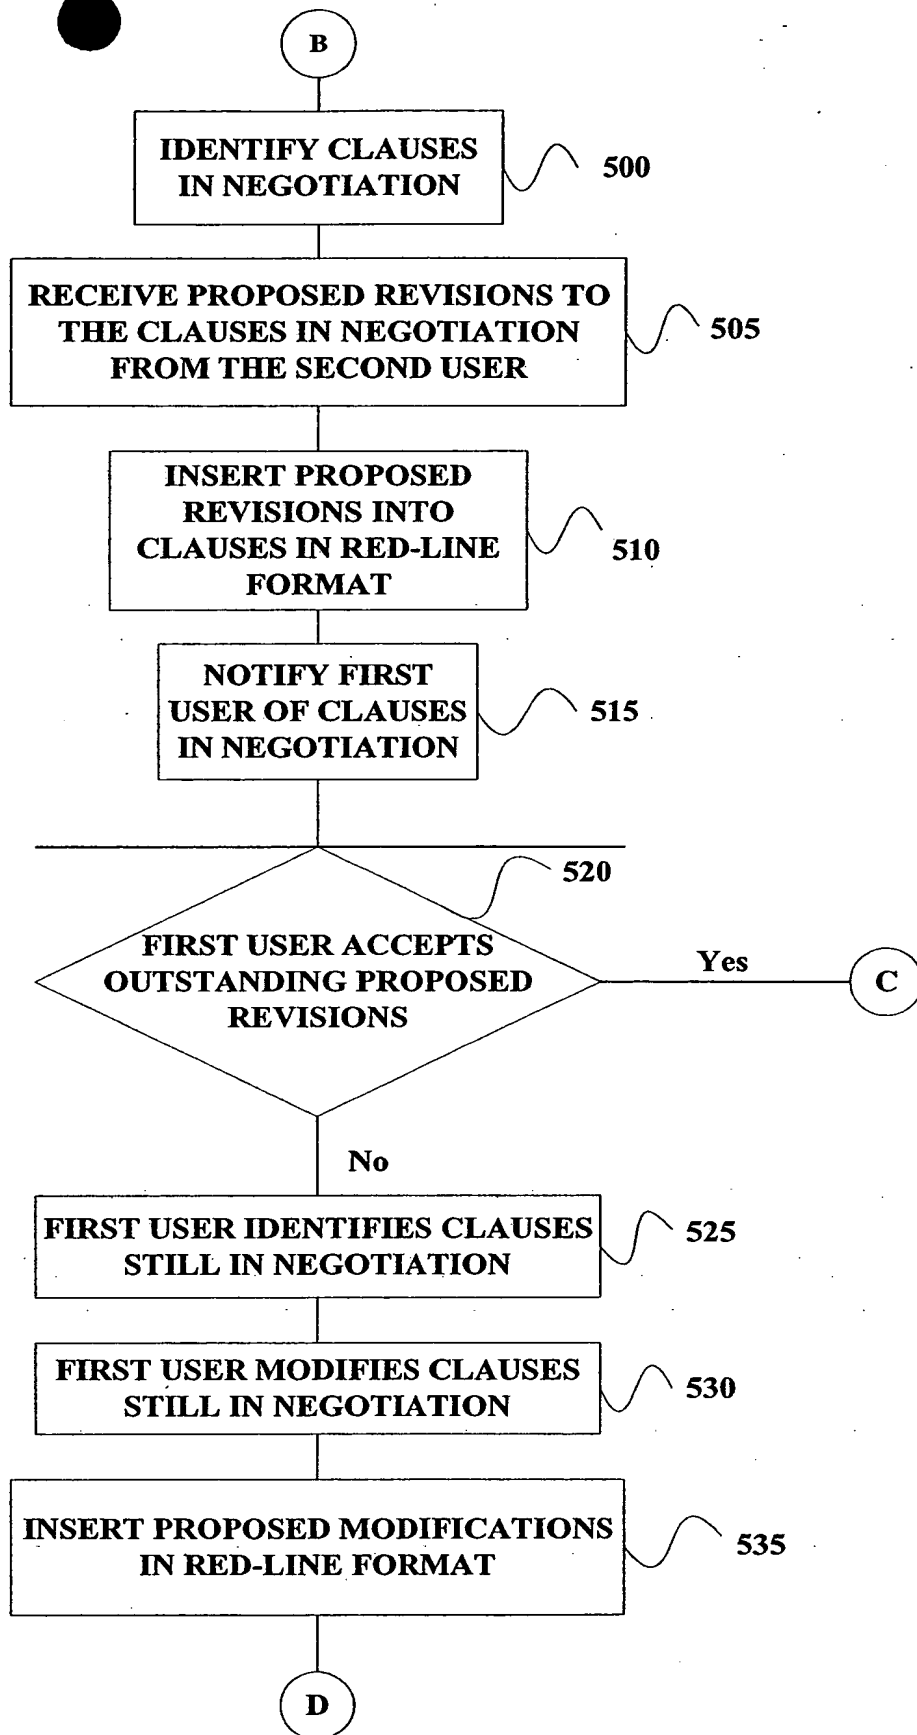 B
IDENTIFY CLAUSES
IN NEGOTIATION
500
RECEIVE PROPOSED REVISIONS TO
THE CLAUSES IN NEGOTIATION
FROM THE SECOND USER
505
INSERT PROPOSED
REVISIONS INTO
CLAUSES IN RED-LINE
FORMAT
510
NOTIFY FIRST
USER OF CLAUSES
IN NEGOTIATION
515
520
FIRST USER ACCEPTS
OUTSTANDING PROPOSED
REVISIONS
Yes
C
No
FIRST USER IDENTIFIES CLAUSES
STILL IN NEGOTIATION
525
FIRST USER MODIFIES CLAUSES
STILL IN NEGOTIATION
530
INSERT PROPOSED MODIFICATIONS
IN RED-LINE FORMAT
535
D